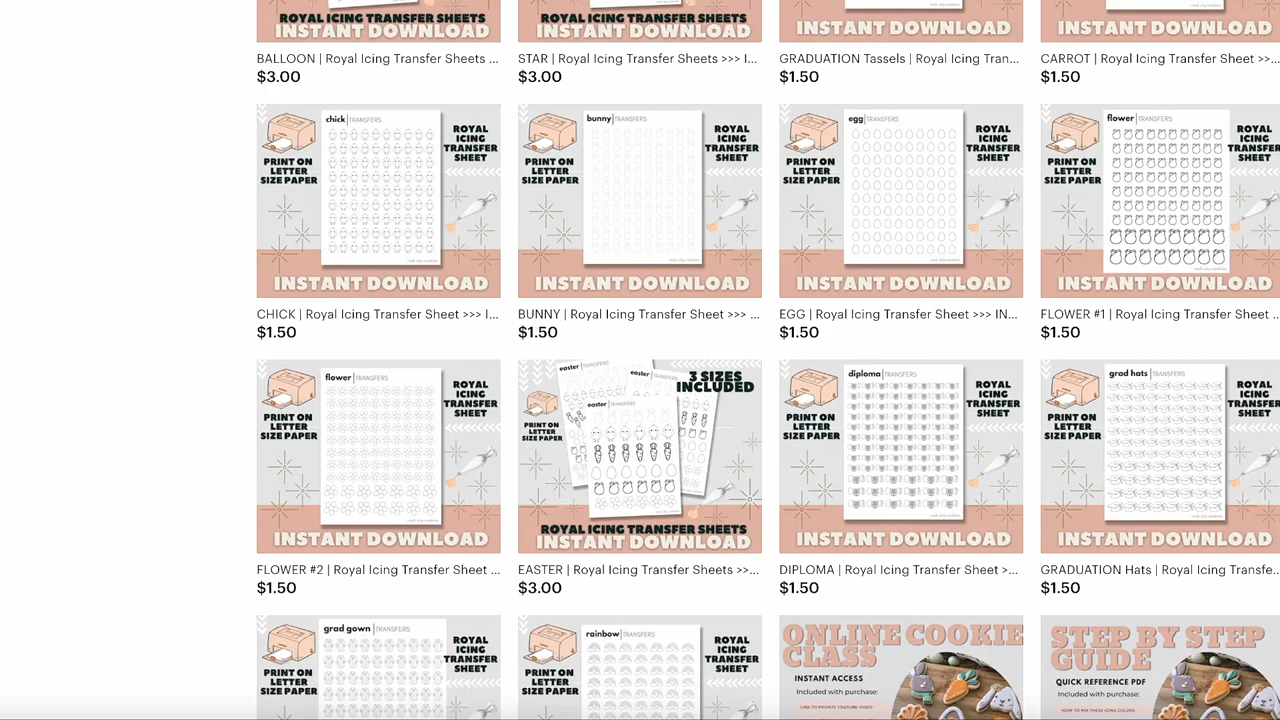 ROYAL ICING TRANSFER SHEETS
INSTANT DOWNLOAD
INSTANT DOWNLOAD
ROYAL ICING TRANSFER SHEETS
INSTANT DOWNLOAD
INSTANT DOWNLOAD
BALLOON | Royal Icing Transfer Sheets ...
$3.00
STAR | Royal Icing Transfer Sheets >>> I...
$3.00
GRADUATION Tassels | Royal Icing Tran...
$1.50
CARROT | Royal Icing Transfer Sheet >>...
$1.50
chick | TRANSFERS
ROYAL
ICING
TRANSFER
SHEET
PRINT ON
LETTER
SIZE PAPER
INSTANT DOWNLOAD
bunny | TRANSFERS
ROYAL
ICING
TRANSFER
SHEET
PRINT ON
LETTER
SIZE PAPER
INSTANT DOWNLOAD
egg | TRANSFERS
ROYAL
ICING
TRANSFER
SHEET
PRINT ON
LETTER
SIZE PAPER
INSTANT DOWNLOAD
flower | TRANSFERS
ROYAL
ICING
TRANSFER
SHEET
PRINT ON
LETTER
SIZE PAPER
INSTANT DOWNLOAD
CHICK | Royal Icing Transfer Sheet >>> I...
$1.50
BUNNY | Royal Icing Transfer Sheet >>> ...
$1.50
EGG | Royal Icing Transfer Sheet >>> IN...
$1.50
FLOWER #1 | Royal Icing Transfer Sheet ...
$1.50
flower | TRANSFERS
ROYAL
ICING
TRANSFER
SHEET
PRINT ON
LETTER
SIZE PAPER
INSTANT DOWNLOAD
easter
easter
easter | TRANSFERS
3 SIZES
INCLUDED
PRINT ON
LETTER
SIZE PAPER
ROYAL ICING TRANSFER SHEETS
INSTANT DOWNLOAD
diploma | TRANSFERS
ROYAL
ICING
TRANSFER
SHEET
PRINT ON
LETTER
SIZE PAPER
INSTANT DOWNLOAD
grad hats | TRANSFERS
ROYAL
ICING
TRANSFER
SHEET
PRINT ON
LETTER
SIZE PAPER
INSTANT DOWNLOAD
FLOWER #2 | Royal Icing Transfer Sheet ...
$1.50
EASTER | Royal Icing Transfer Sheets >>...
$3.00
DIPLOMA | Royal Icing Transfer Sheet >...
$1.50
GRADUATION Hats | Royal Icing Transfe...
$1.50
grad gown | TRANSFERS
ROYAL
ICING
TRANSFER
SHEET
PRINT ON
LETTER
SIZE PAPER
rainbow | TRANSFERS
ROYAL
ICING
TRANSFER
SHEET
PRINT ON
LETTER
SIZE PAPER
ONLINE COOKIE
CLASS
INSTANT ACCESS
Included with purchase:
LINK TO PRIVATE YOUTUBE VIDEO
STEP BY STEP
GUIDE
QUICK REFERENCE PDF
Included with purchase:
HOW TO MIX THESE ICING COLORS